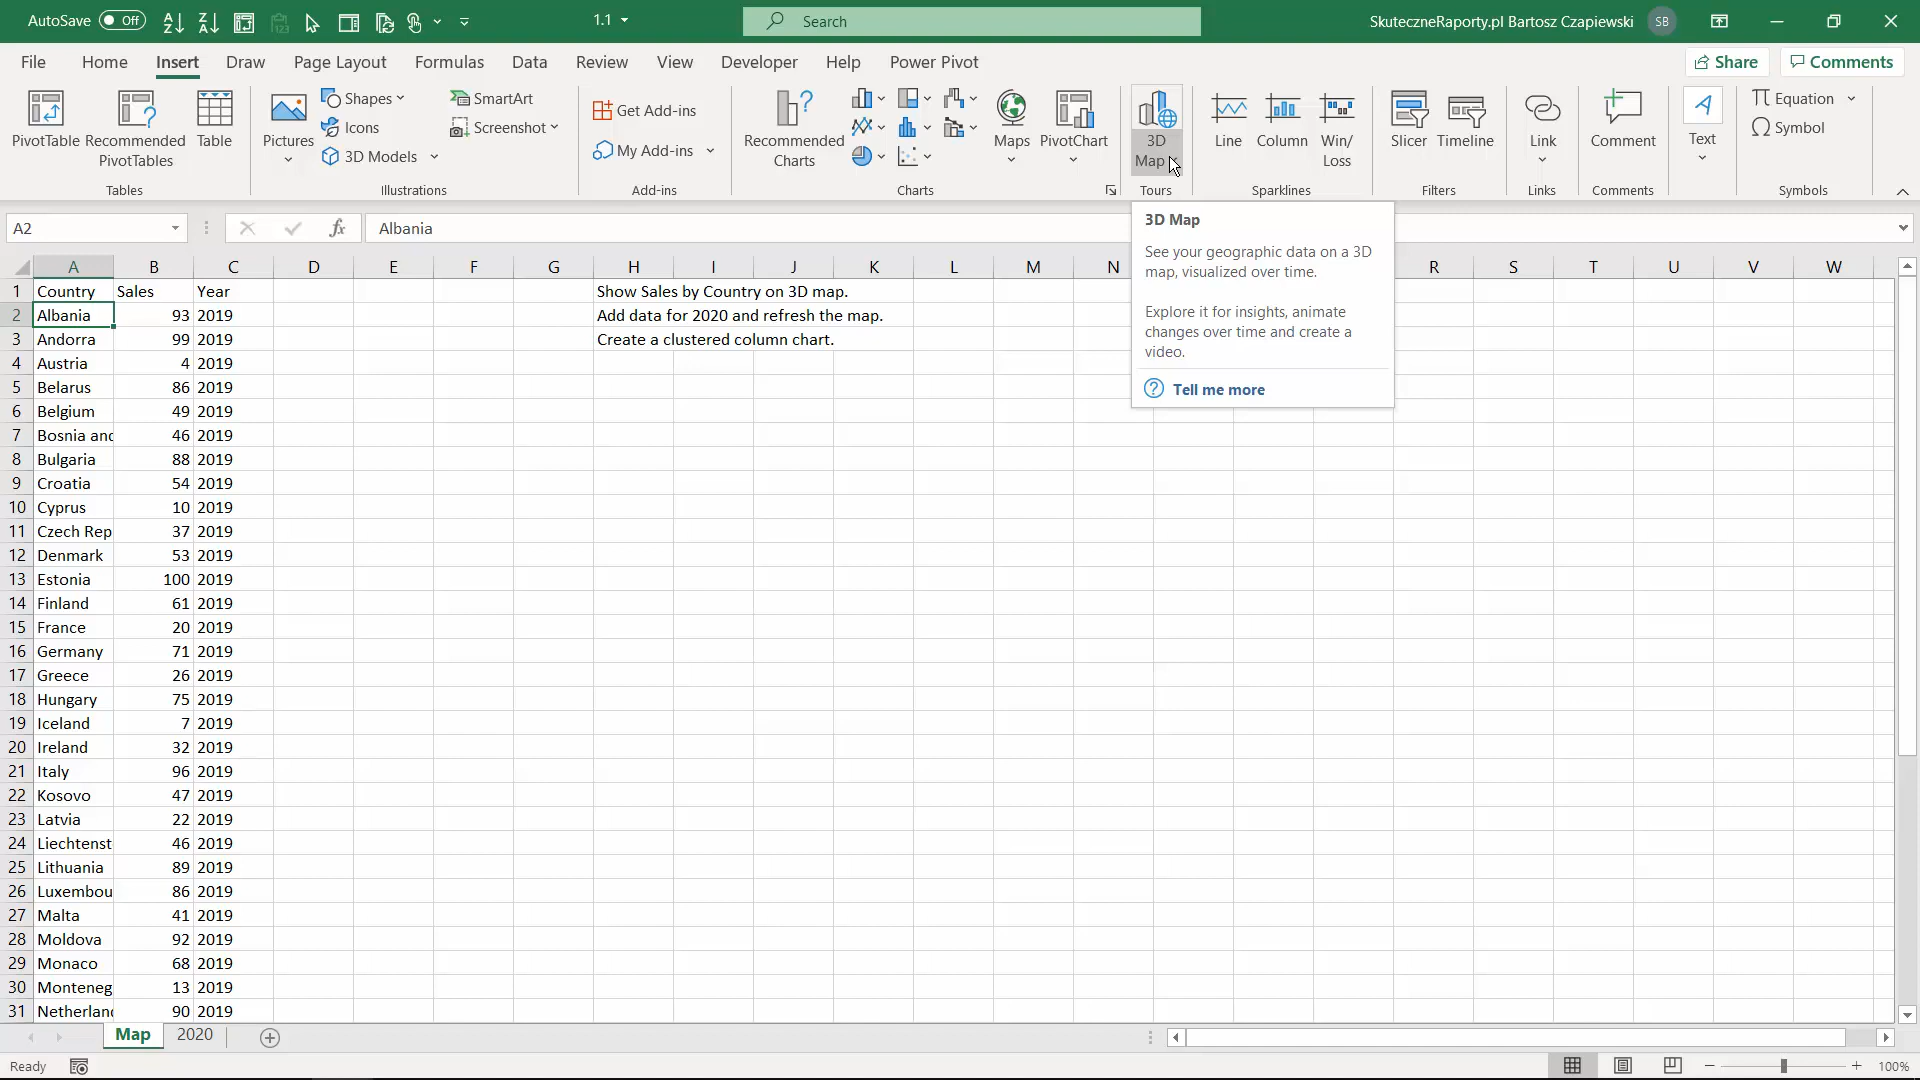 AutoSave Off
1.1
Search
SkuteczneRaporty.pl Bartosz Czapiewski SB
File Home Insert Draw Page Layout Formulas Data Review View Developer Help Power Pivot
Share Comments
PivotTable Recommended PivotTables Table
Tables
Pictures Shapes Icons 3D Models SmartArt Screenshot
Illustrations
Get Add-ins
My Add-ins
Add-ins
Recommended Charts
Maps PivotChart
Charts
3D Map
Tours
Line Column Win/ Loss
Sparklines
Slicer Timeline
Filters
Link
Links
Comment
Comments
Text
Equation
Symbol
Symbols
A2 fx Albania
3D Map
See your geographic data on a 3D
map, visualized over time.
Explore it for insights, animate
changes over time and create a
video.
Tell me more
A B C D E F G H I J K L M N R S T U V W
1 Country Sales Year Show Sales by Country on 3D map.
2 Albania 93 2019 Add data for 2020 and refresh the map.
3 Andorra 99 2019 Create a clustered column chart.
4 Austria 4 2019
5 Belarus 86 2019
6 Belgium 49 2019
7 Bosnia and 46 2019
8 Bulgaria 88 2019
9 Croatia 54 2019
10 Cyprus 10 2019
11 Czech Rep 37 2019
12 Denmark 53 2019
13 Estonia 100 2019
14 Finland 61 2019
15 France 20 2019
16 Germany 71 2019
17 Greece 26 2019
18 Hungary 75 2019
19 Iceland 7 2019
20 Ireland 32 2019
21 Italy 96 2019
22 Kosovo 47 2019
23 Latvia 22 2019
24 Liechtenst 46 2019
25 Lithuania 89 2019
26 Luxembou 86 2019
27 Malta 41 2019
28 Moldova 92 2019
29 Monaco 68 2019
30 Monteneg 13 2019
31 Netherland 90 2019
Map 2020
Ready
100%